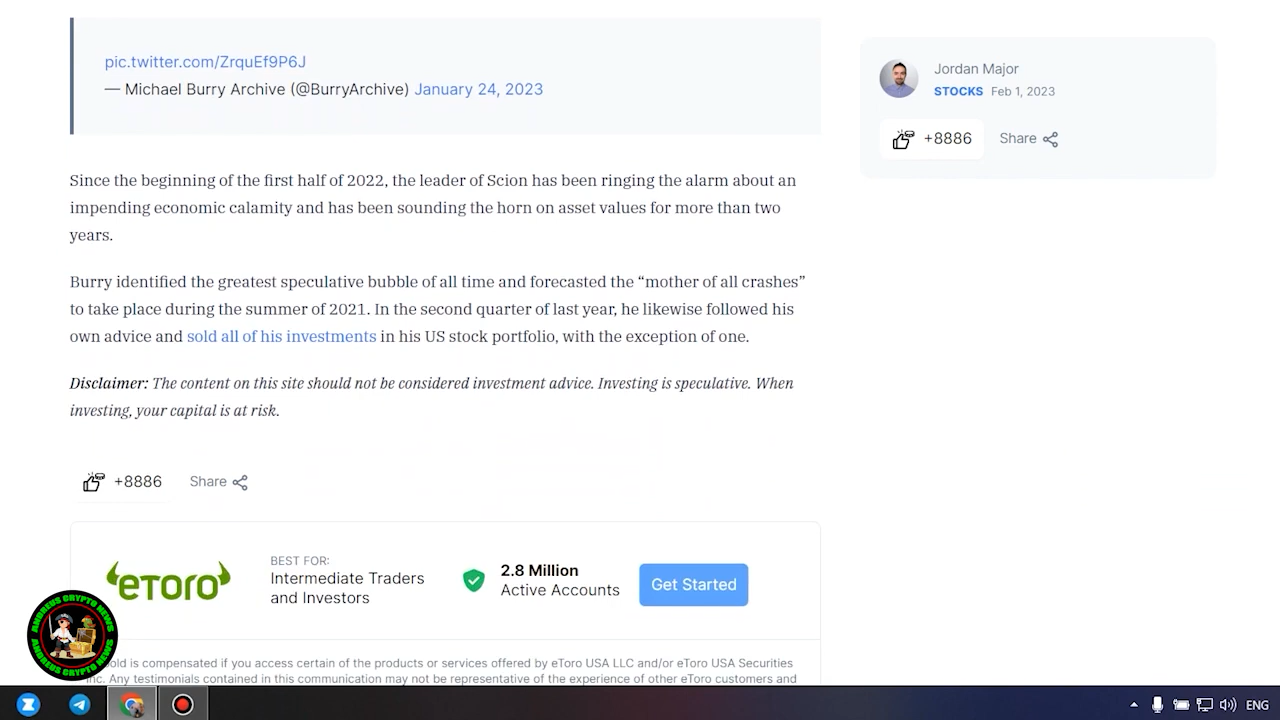 pic.twitter.com/ZrquEf9P6J
— Michael Burry Archive (@BurryArchive) January 24, 2023
Jordan Major
STOCKS Feb 1, 2023
+8886 Share
Since the beginning of the first half of 2022, the leader of Scion has been ringing the alarm about an
impending economic calamity and has been sounding the horn on asset values for more than two
years.
Burry identified the greatest speculative bubble of all time and forecasted the “mother of all crashes”
to take place during the summer of 2021. In the second quarter of last year, he likewise followed his
own advice and sold all of his investments in his US stock portfolio, with the exception of one.
Disclaimer: The content on this site should not be considered investment advice. Investing is speculative. When
investing, your capital is at risk.
+8886 Share
eToro
BEST FOR:
Intermediate Traders
and Investors
2.8 Million
Active Accounts
Get Started
ANDREUS CRYPTO NEWS
ANDREUS CRYPTO NEWS
is compensated if you access certain of the products or services offered by eToro USA LLC and/or eToro USA Securities
Inc. Any testimonials contained in this communication may not be representative of the experience of other eToro customers and
ENG